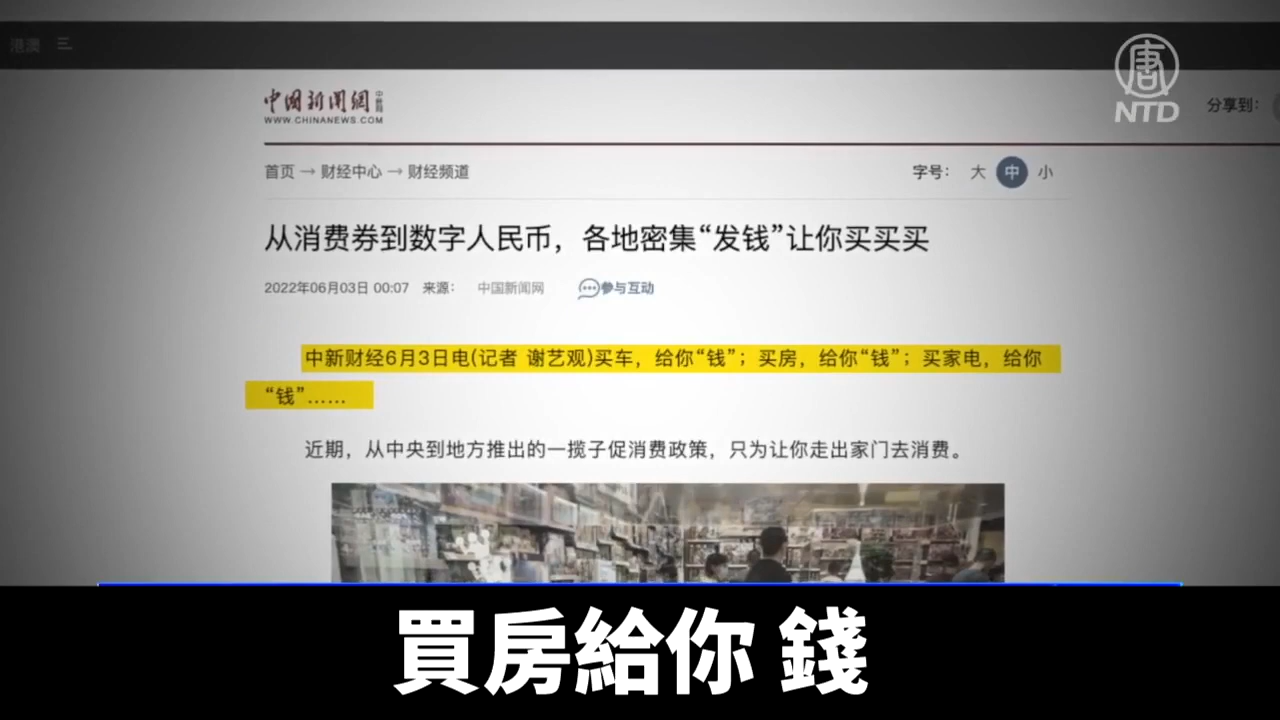 港澳
唐
NTD
中国新闻網 中新网
WWW.CHINANEWS.COM
分享到：
首页 → 财经中心 → 财经频道
字号： 大 中 小
从消费券到数字人民币，各地密集“发钱”让你买买买
2022年06月03日 00:07 来源： 中国新闻网 参与互动
中新财经6月3日电(记者 谢艺观)买车，给你“钱”；买房，给你“钱”；买家电，给你
“钱”……
近期，从中央到地方推出的一揽子促消费政策，只为让你走出家门去消费。
買房給你 錢